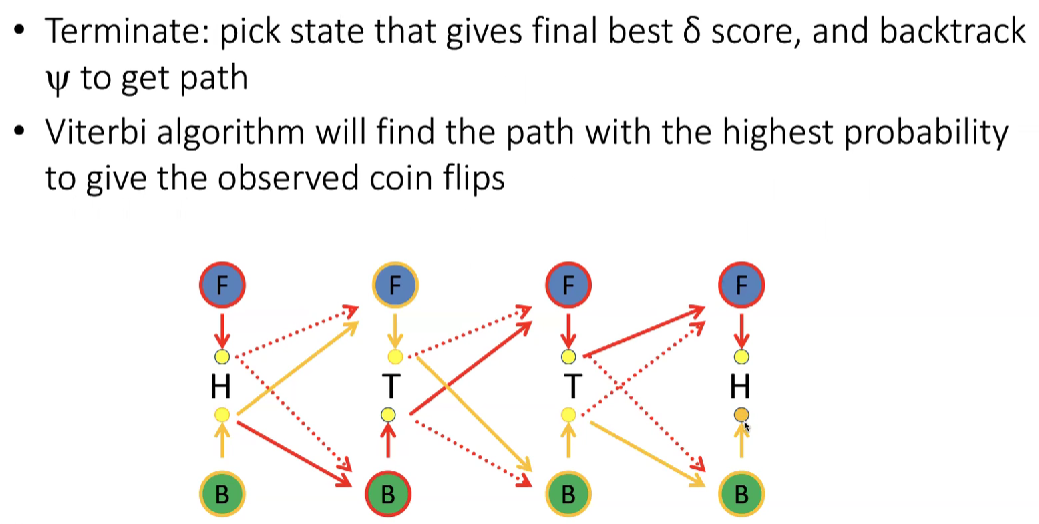 • Terminate: pick state that gives final best δ score, and backtrack
ψ to get path
• Viterbi algorithm will find the path with the highest probability
to give the observed coin flips
F F F F
H T T H
B B B B